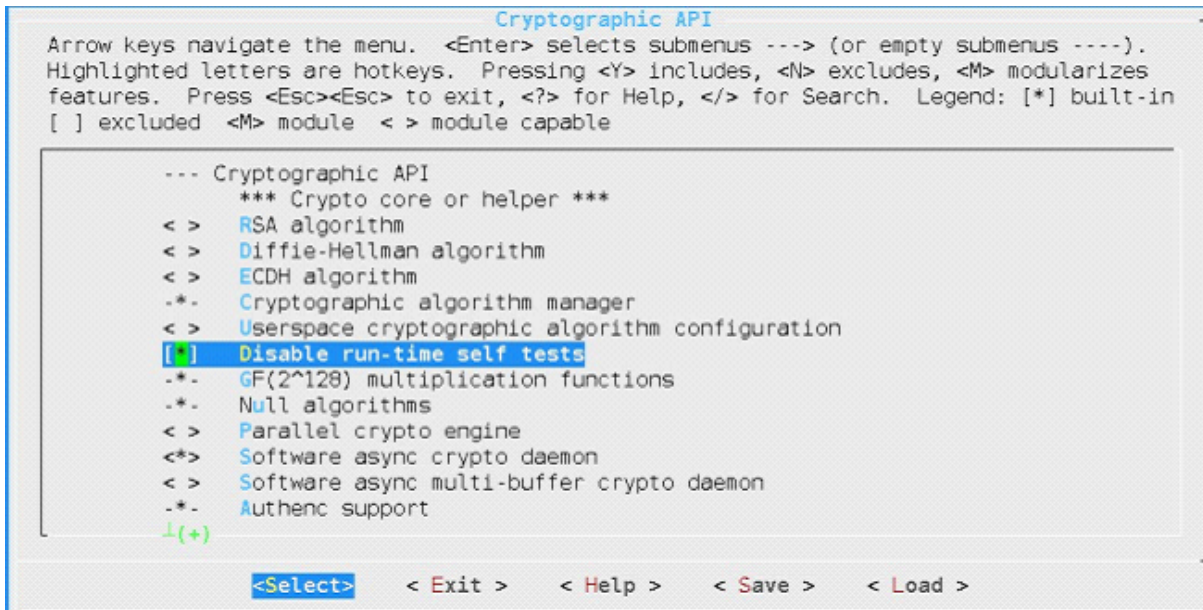 Cryptographic API
Arrow keys navigate the menu.  <Enter> selects submenus ---> (or empty submenus ----).
Highlighted letters are hotkeys.  Pressing <Y> includes, <N> excludes, <M> modularizes
features.  Press <Esc><Esc> to exit, <?> for Help, </> for Search.  Legend: [*] built-in
[ ] excluded  <M> module  < > module capable
--- Cryptographic API
*** Crypto core or helper ***
< >   RSA algorithm
< >   Diffie-Hellman algorithm
< >   ECDH algorithm
-*-   Cryptographic algorithm manager
< >   Userspace cryptographic algorithm configuration
[*]   Disable run-time self tests
-*-   GF(2^128) multiplication functions
-*-   Null algorithms
< >   Parallel crypto engine
<*>   Software async crypto daemon
< >   Software async multi-buffer crypto daemon
-*-   Authenc support
┴(+)
<Select>    < Exit >    < Help >    < Save >    < Load >